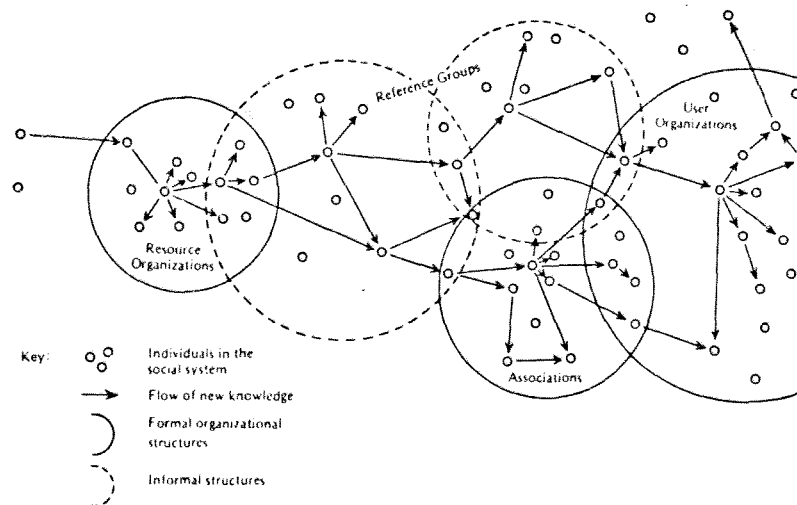 Reference Groups
User
Organizations
Resource
Organizations
Associations
Key:
Individuals in the
social system
Flow of new knowledge
Formal organizational
structures
Informal structures